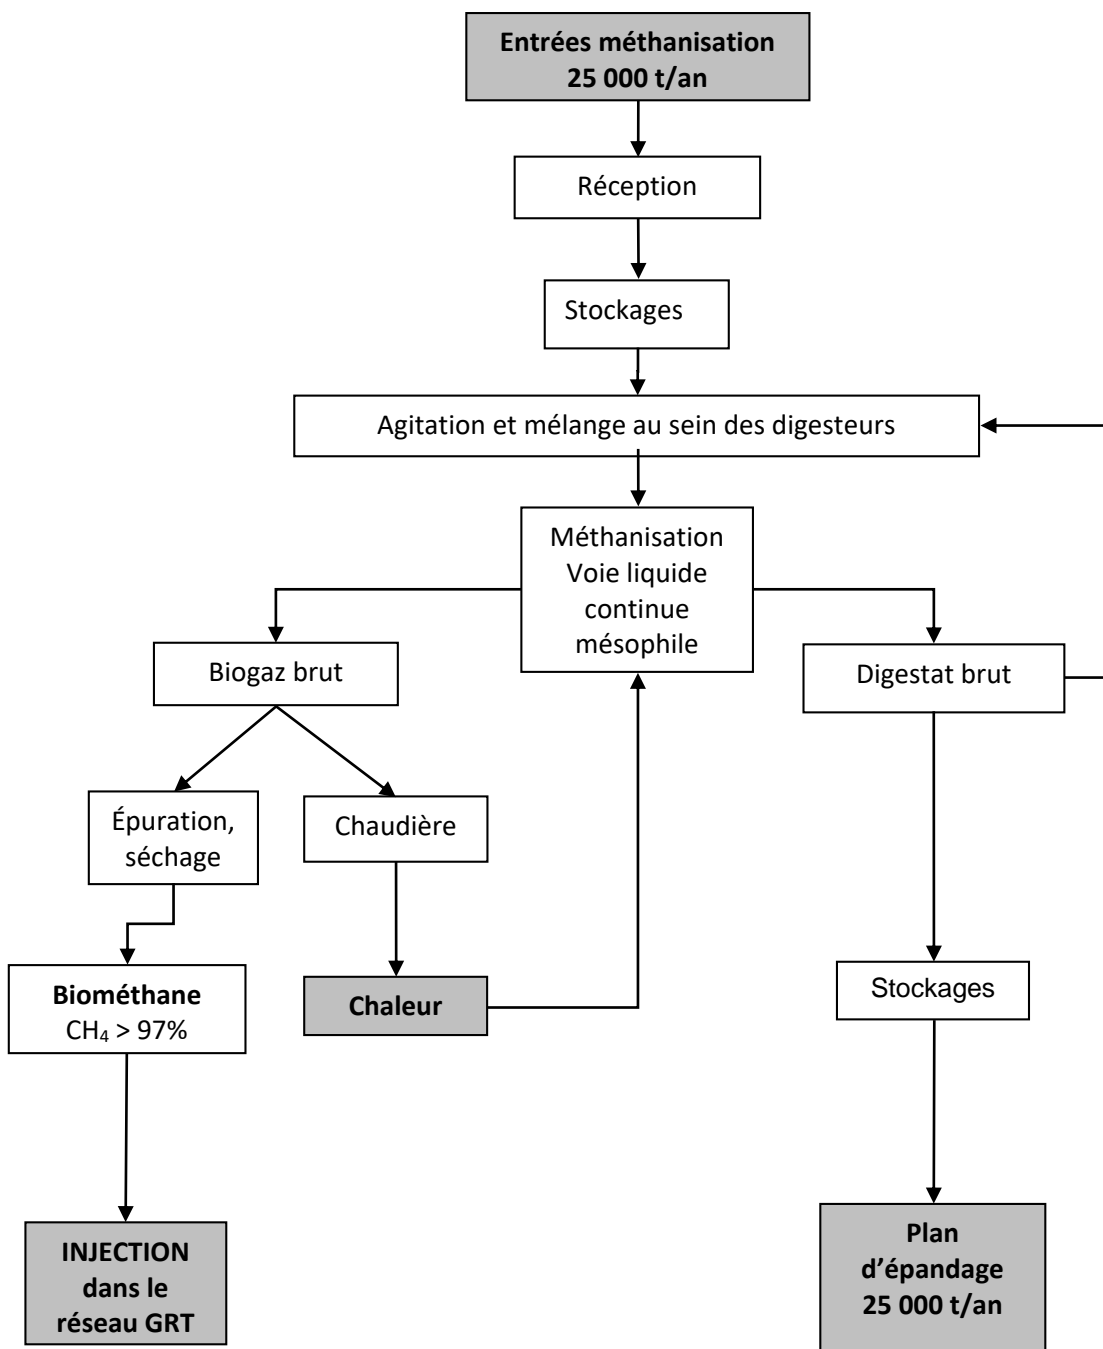 Entrées méthanisation
25 000 t/an
Réception
Stockages
Agitation et mélange au sein des digesteurs
Méthanisation
Voie liquide
continue
mésophile
Biogaz brut
Digestat brut
Épuration,
séchage
Chaudière
Biométhane
CH₄ > 97%
Chaleur
Stockages
INJECTION
dans le
réseau GRT
Plan
d’épandage
25 000 t/an